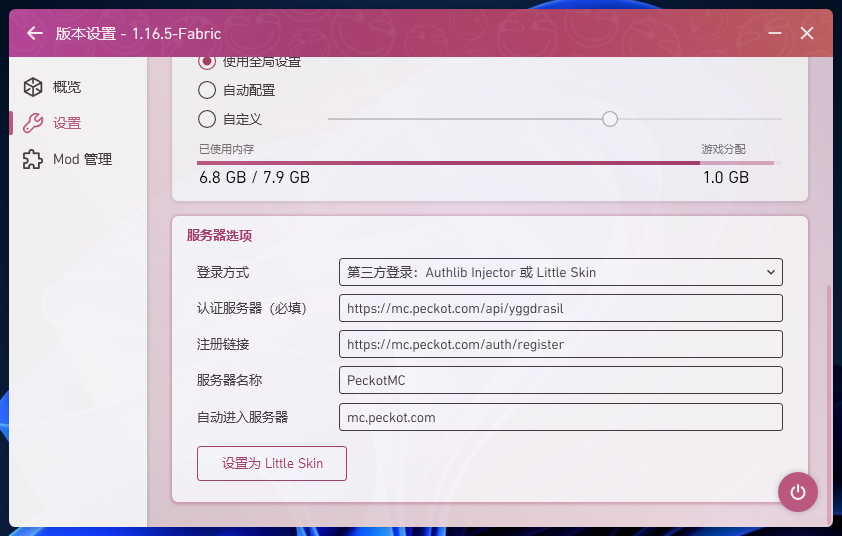 版本设置 - 1.16.5-Fabric
概览
设置
Mod 管理
使用全局设置
自动配置
自定义
已使用内存 游戏分配
6.8 GB / 7.9 GB 1.0 GB
服务器选项
登录方式 第三方登录：Authlib Injector 或 Little Skin
认证服务器（必填） https://mc.peckot.com/api/yggdrasil
注册链接 https://mc.peckot.com/auth/register
服务器名称 PeckotMC
自动进入服务器 mc.peckot.com
设置为 Little Skin